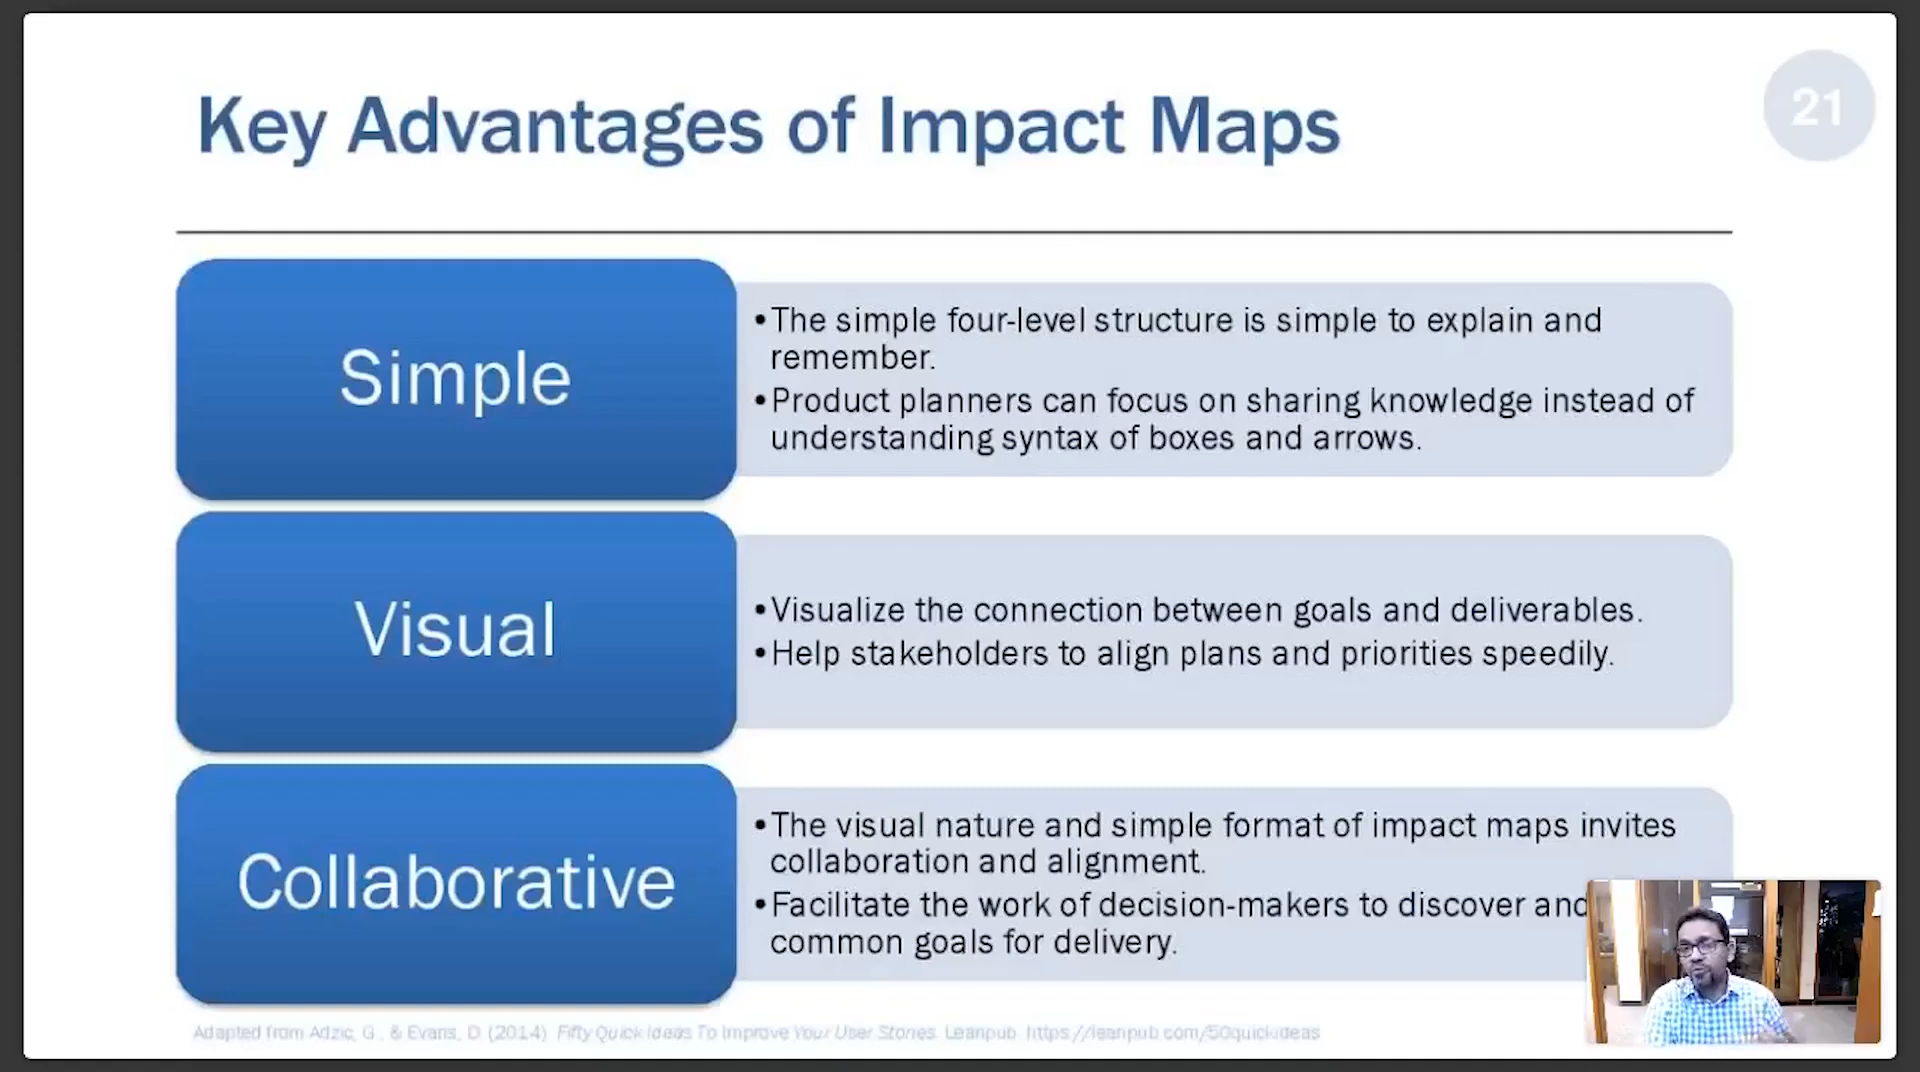 Key Advantages of Impact Maps
21
Simple
•The simple four-level structure is simple to explain and
remember.
•Product planners can focus on sharing knowledge instead of
understanding syntax of boxes and arrows.
Visual
•Visualize the connection between goals and deliverables.
•Help stakeholders to align plans and priorities speedily.
Collaborative
•The visual nature and simple format of impact maps invites
collaboration and alignment.
•Facilitate the work of decision-makers to discover and
common goals for delivery.
Adapted from Adzic, G., & Evans, D. (2014). Fifty Quick Ideas To Improve Your User Stories. Leanpub. https://leanpub.com/50quickideas